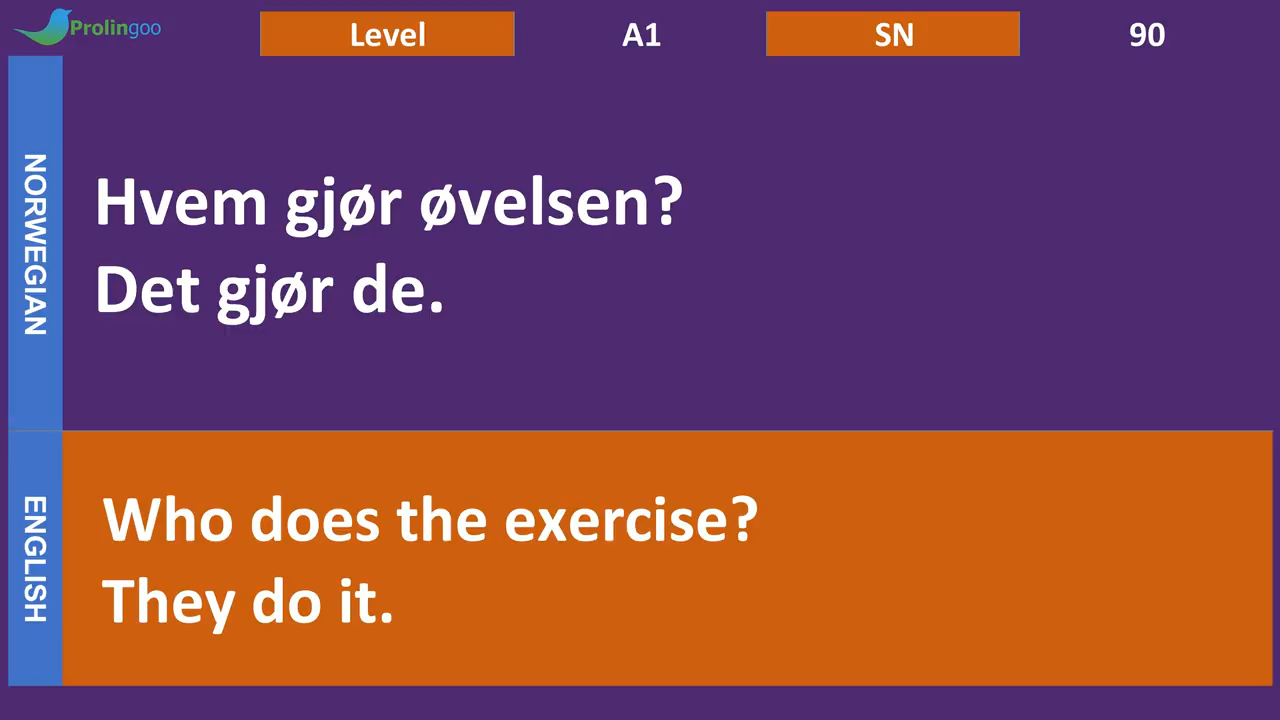 Prolingoo
Level A1 SN 90
NORWEGIAN
Hvem gjør øvelsen?
Det gjør de.
ENGLISH
Who does the exercise?
They do it.